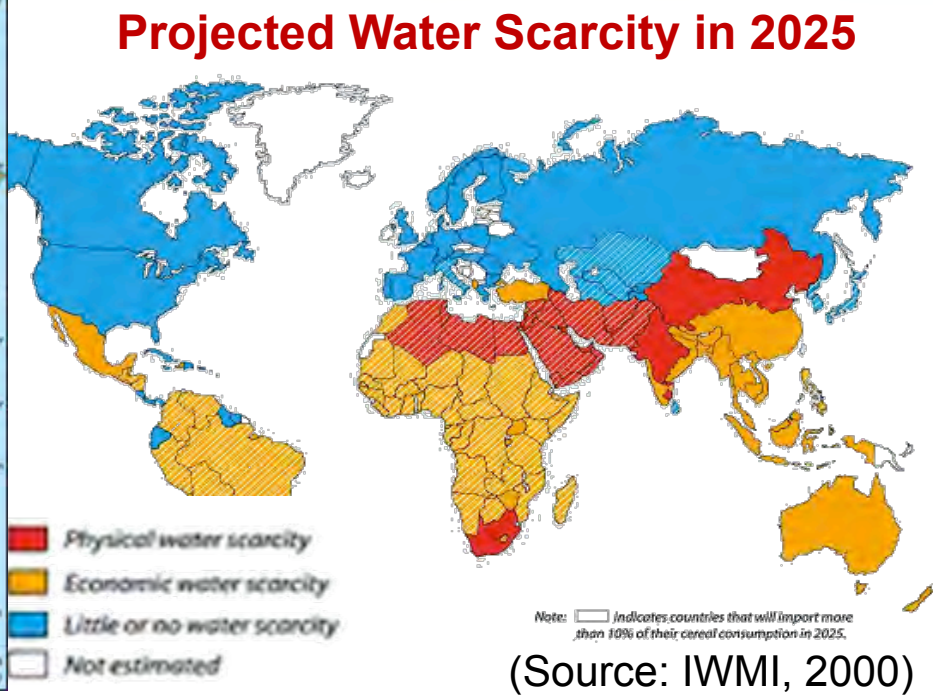 Projected Water Scarcity in 2025
Physical water scarcity
Economic water scarcity
Little or no water scarcity
Not estimated
Note: indicates countries that will import more
than 10% of their cereal consumption in 2025.
(Source: IWMI, 2000)